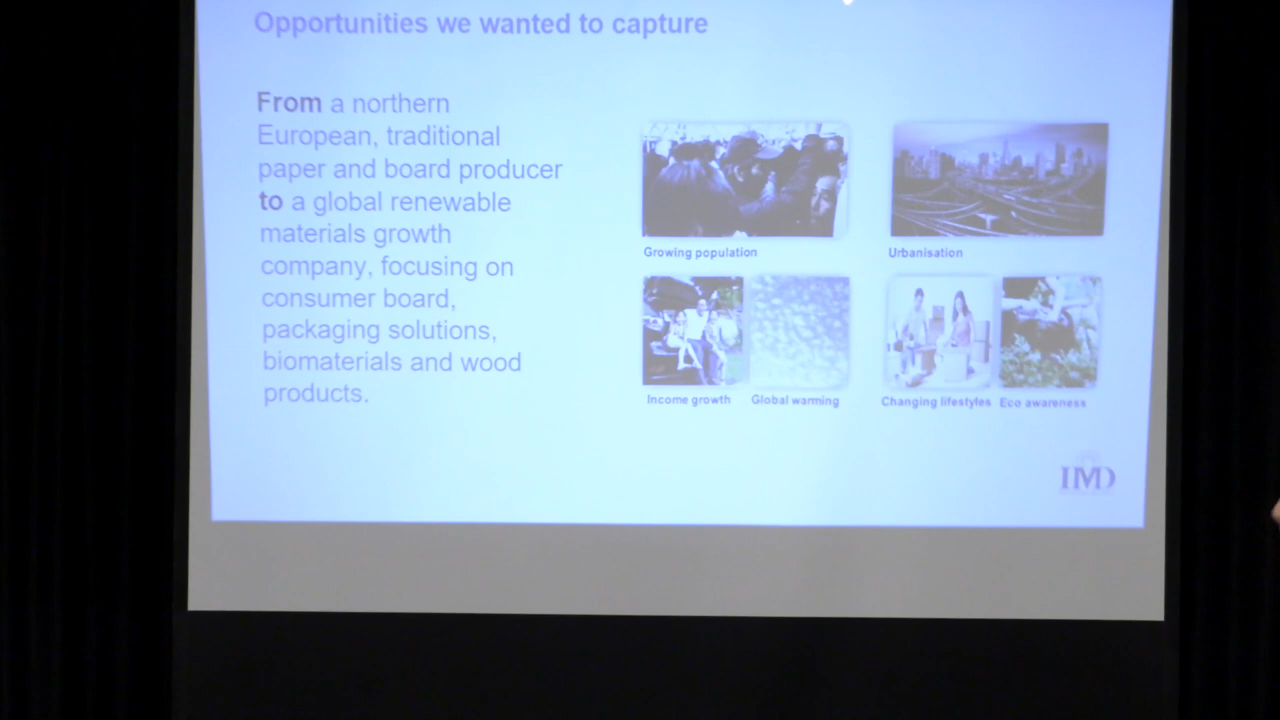 Opportunities we wanted to capture
From a northern
European, traditional
paper and board producer
to a global renewable
materials growth
company, focusing on
consumer board,
packaging solutions,
biomaterials and wood
products.
Growing population
Urbanisation
Income growth
Global warming
Changing lifestyles
Eco awareness
IMD